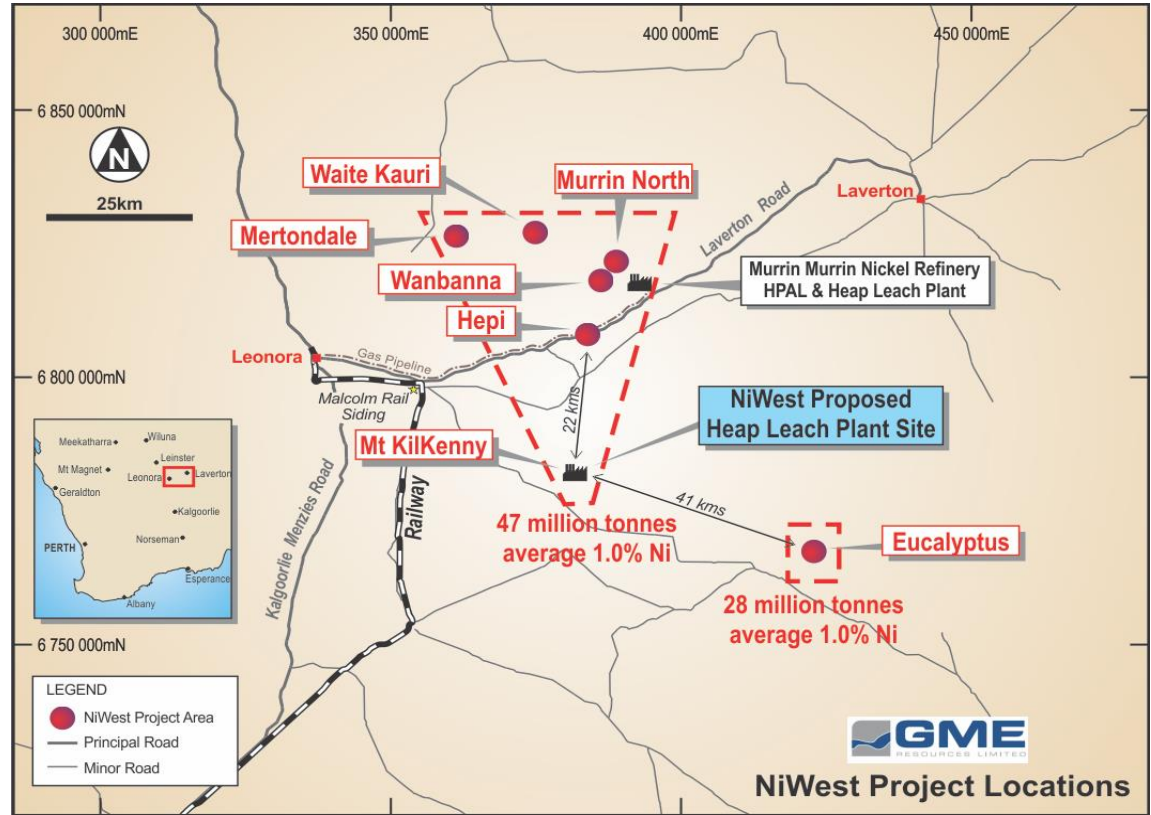 300 000mE
350 000mE
400 000mE
450 000mE
6 850 000mN
N
25km
Waite Kauri
Murrin North
Mertondale
Laverton
Laverton Road
Wanbanna
Murrin Murrin Nickel Refinery
HPAL & Heap Leach Plant
Hepi
Leonora
Gas Pipeline
6 800 000mN
Malcolm Rail
Siding
22 kms
NiWest Proposed
Heap Leach Plant Site
Mt KilKenny
Kalgoorlie Menzies Road
Railway
41 kms
47 million tonnes
average 1.0% Ni
Eucalyptus
28 million tonnes
average 1.0% Ni
Meekatharra
Wiluna
Leinster
Mt Magnet
Leonora
Laverton
Geraldton
Kalgoorlie
PERTH
Norseman
Esperance
Albany
6 750 000mN
LEGEND
NiWest Project Area
Principal Road
Minor Road
GME
RESOURCES LIMITED
NiWest Project Locations